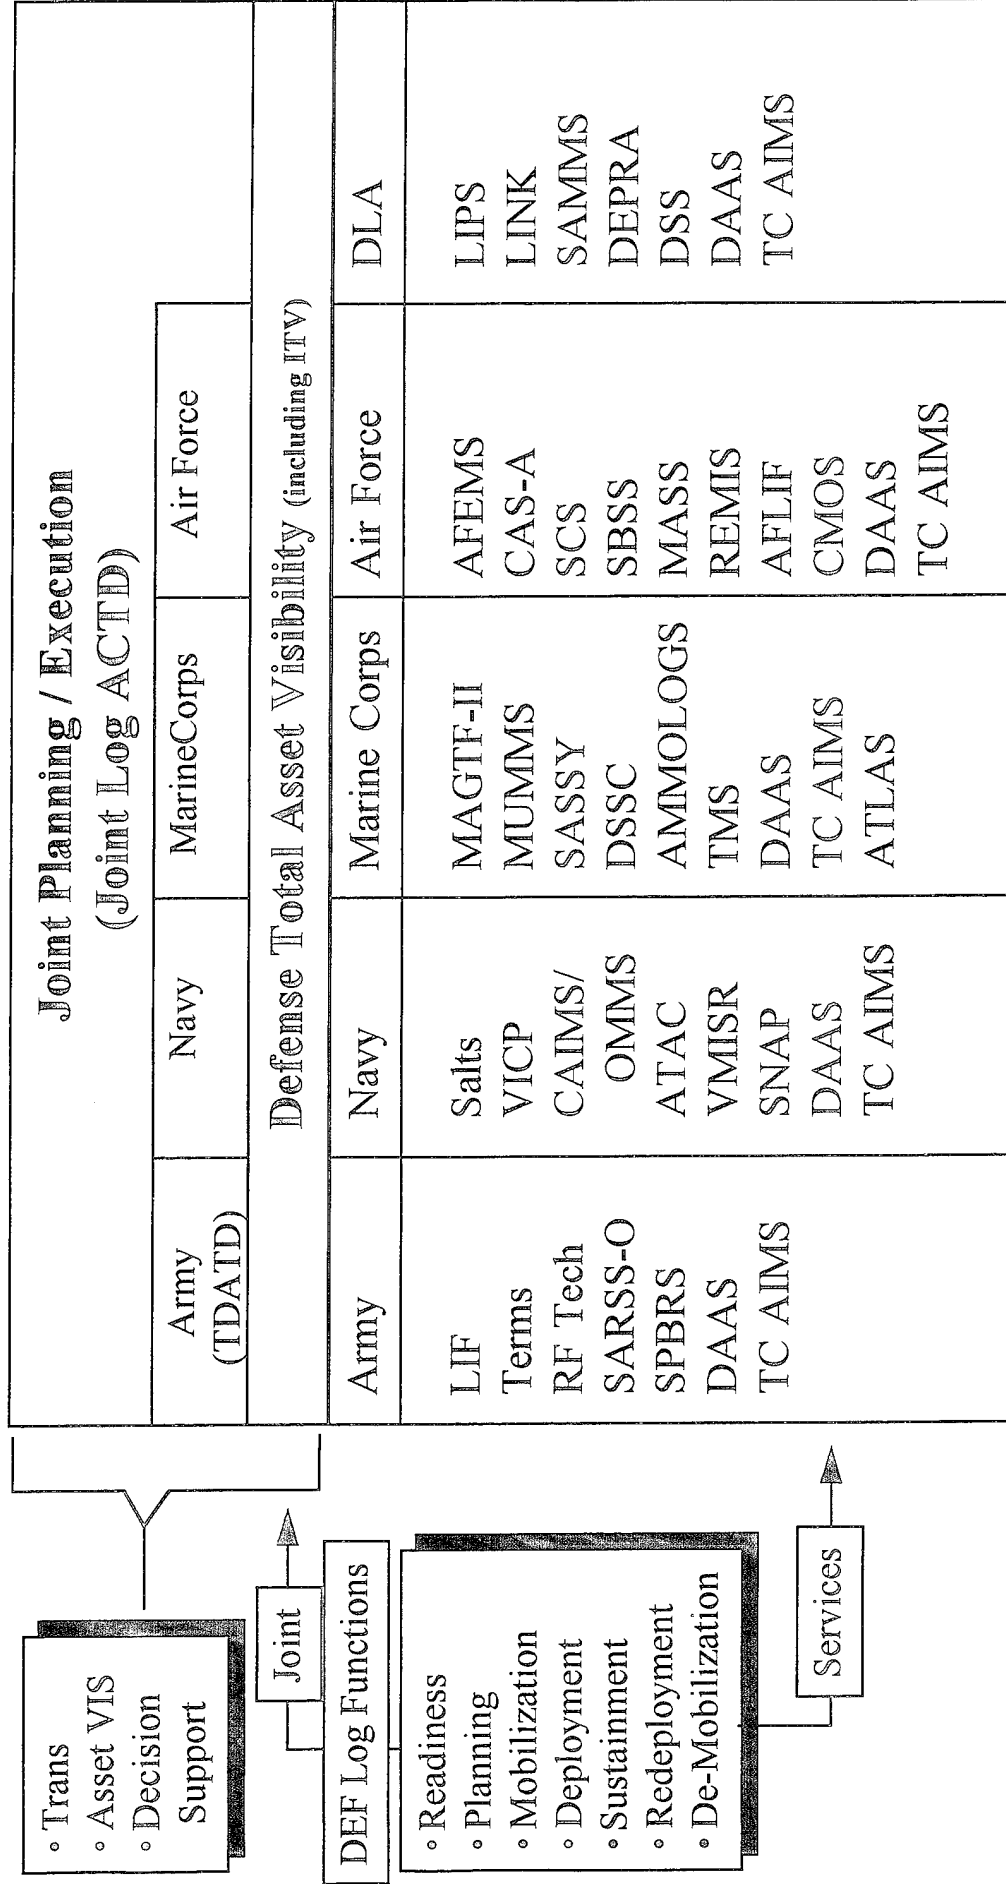 Joint Planning / Execution
(Joint Log ACTD)
Army
(TDATD)
Navy
MarineCorps
Air Force
Defense Total Asset Visibility (including ITV)
Army
Navy
Marine Corps
Air Force
DLA
LIF
Terms
RF Tech
SARSS-O
SPBRS
DAAS
TC AIMS
Salts
VICP
CAIMS/
OMMS
ATAC
VMISR
SNAP
DAAS
TC AIMS
MAGTF-II
MUMMS
SASSY
DSSC
AMMOLOGS
TMS
DAAS
TC AIMS
ATLAS
AFEMS
CAS-A
SCS
SBSS
MASS
REMIS
AFLIF
CMOS
DAAS
TC AIMS
LIPS
LINK
SAMMS
DEPRA
DSS
DAAS
TC AIMS
◦ Trans
◦ Asset VIS
◦ Decision
Support
Joint
DEF Log Functions
◦ Readiness
◦ Planning
◦ Mobilization
◦ Deployment
◦ Sustainment
◦ Redeployment
◦ De-Mobilization
Services